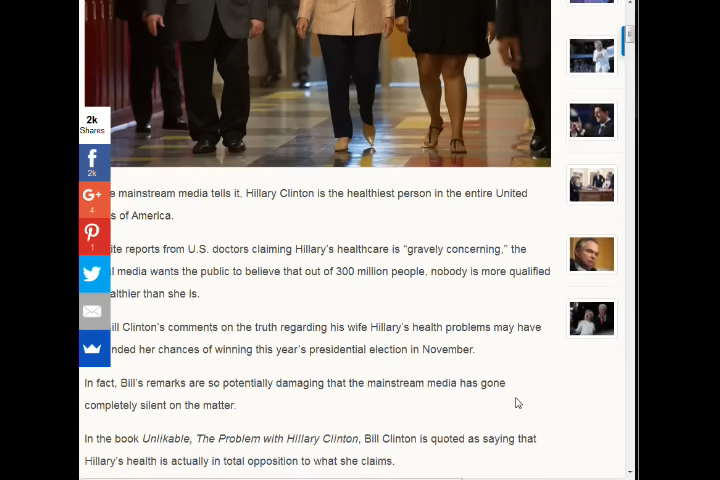 2k
Shares
2k
4
1
e mainstream media tells it, Hillary Clinton is the healthiest person in the entire United
s of America.
ite reports from U.S. doctors claiming Hillary's healthcare is "gravely concerning," the
l media wants the public to believe that out of 300 million people, nobody is more qualified
althier than she is.
ill Clinton's comments on the truth regarding his wife Hillary's health problems may have
nded her chances of winning this year's presidential election in November.
In fact, Bill's remarks are so potentially damaging that the mainstream media has gone
completely silent on the matter.
In the book Unlikable, The Problem with Hillary Clinton, Bill Clinton is quoted as saying that
Hillary's health is actually in total opposition to what she claims.